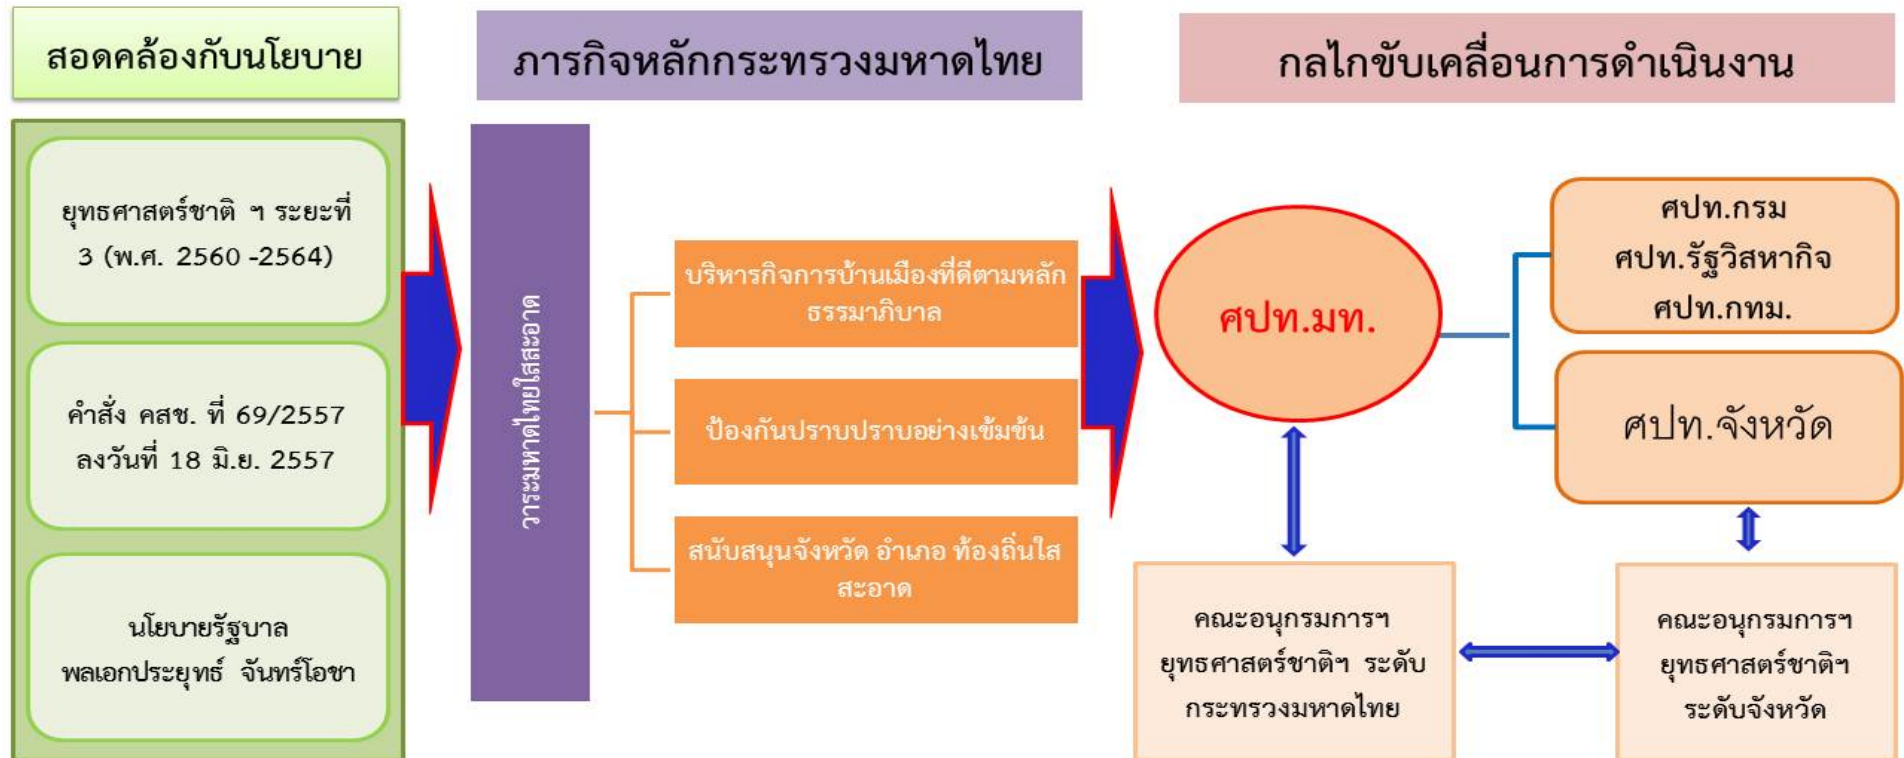 สอดคล้องกับนโยบาย
ยุทธศาสตร์ชาติ ฯ ระยะที่
3 (พ.ศ. 2560 -2564)
คำสั่ง คสช. ที่ 69/2557
ลงวันที่ 18 มิ.ย. 2557
นโยบายรัฐบาล
พลเอกประยุทธ์ จันทร์โอชา
ภารกิจหลักกระทรวงมหาดไทย
วาระมหาดไทยใสสะอาด
บริหารกิจการบ้านเมืองที่ดีตามหลัก
ธรรมาภิบาล
ป้องกันปราบปราบอย่างเข้มข้น
สนับสนุนจังหวัด อำเภอ ท้องถิ่นใส
สะอาด
กลไกขับเคลื่อนการดำเนินงาน
ศปท.มท.
ศปท.กรม
ศปท.รัฐวิสหากิจ
ศปท.กทม.
ศปท.จังหวัด
คณะอนุกรมการฯ
ยุทธศาสตร์ชาติฯ ระดับ
กระทรวงมหาดไทย
คณะอนุกรมการฯ
ยุทธศาสตร์ชาติฯ
ระดับจังหวัด